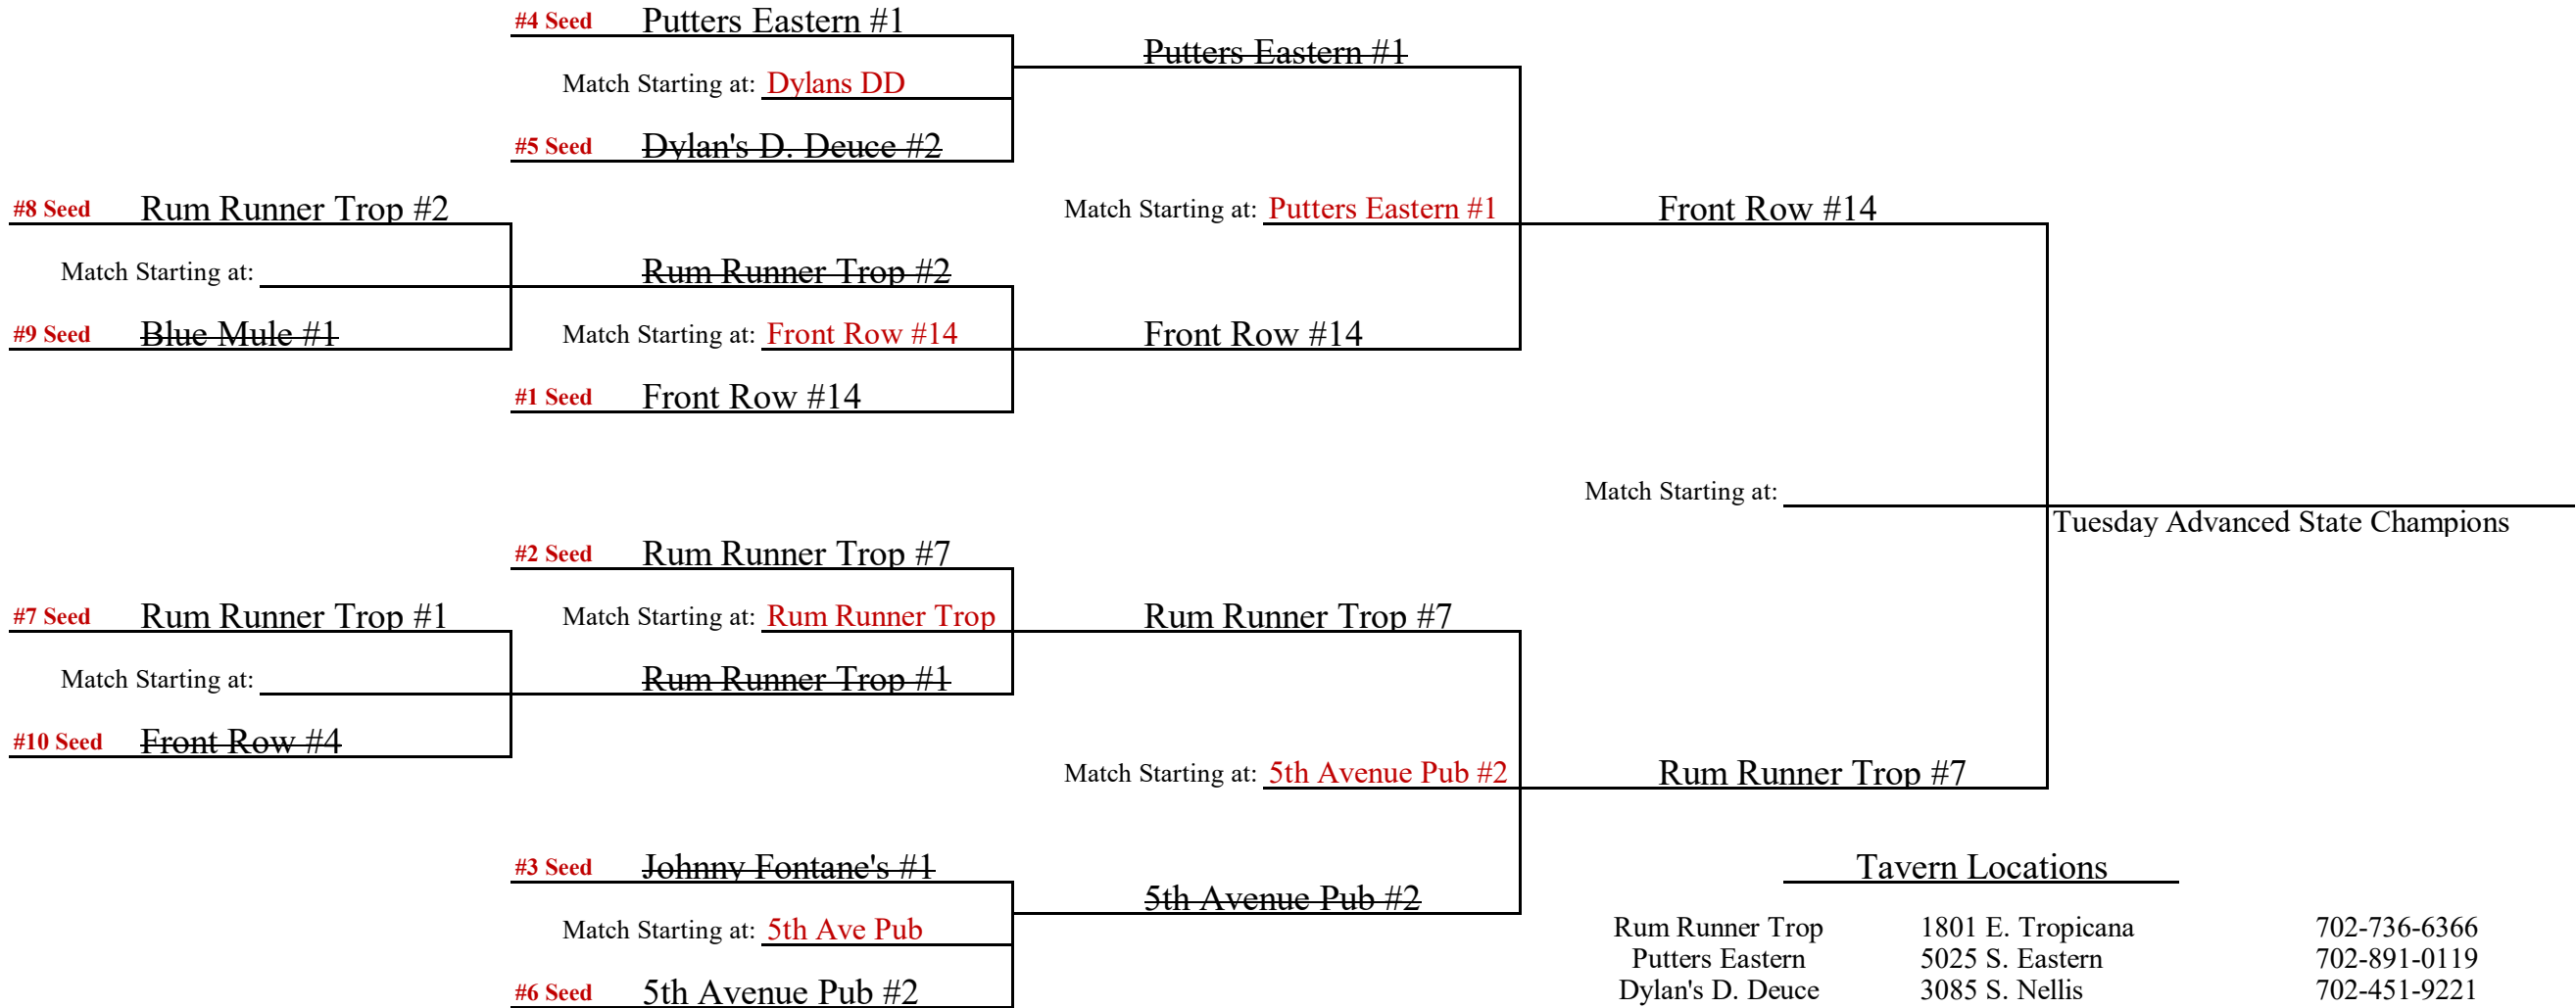 #4 Seed Putters Eastern #1
Putters Eastern #1
Match Starting at: Dylans DD
#5 Seed Dylan's D. Deuce #2
#8 Seed Rum Runner Trop #2
Match Starting at: Putters Eastern #1
Front Row #14
Match Starting at:
Rum Runner Trop #2
#9 Seed Blue Mule #1
Match Starting at: Front Row #14
Front Row #14
#1 Seed Front Row #14
Match Starting at:
Tuesday Advanced State Champions
#2 Seed Rum Runner Trop #7
#7 Seed Rum Runner Trop #1
Match Starting at: Rum Runner Trop
Rum Runner Trop #7
Match Starting at:
Rum Runner Trop #1
#10 Seed Front Row #4
Match Starting at: 5th Avenue Pub #2
Rum Runner Trop #7
#3 Seed Johnny Fontane's #1
Tavern Locations
5th Avenue Pub #2
Match Starting at: 5th Ave Pub
Rum Runner Trop 1801 E. Tropicana 702-736-6366
Putters Eastern 5025 S. Eastern 702-891-0119
#6 Seed 5th Avenue Pub #2
Dylan's D. Deuce 3085 S. Nellis 702-451-9221